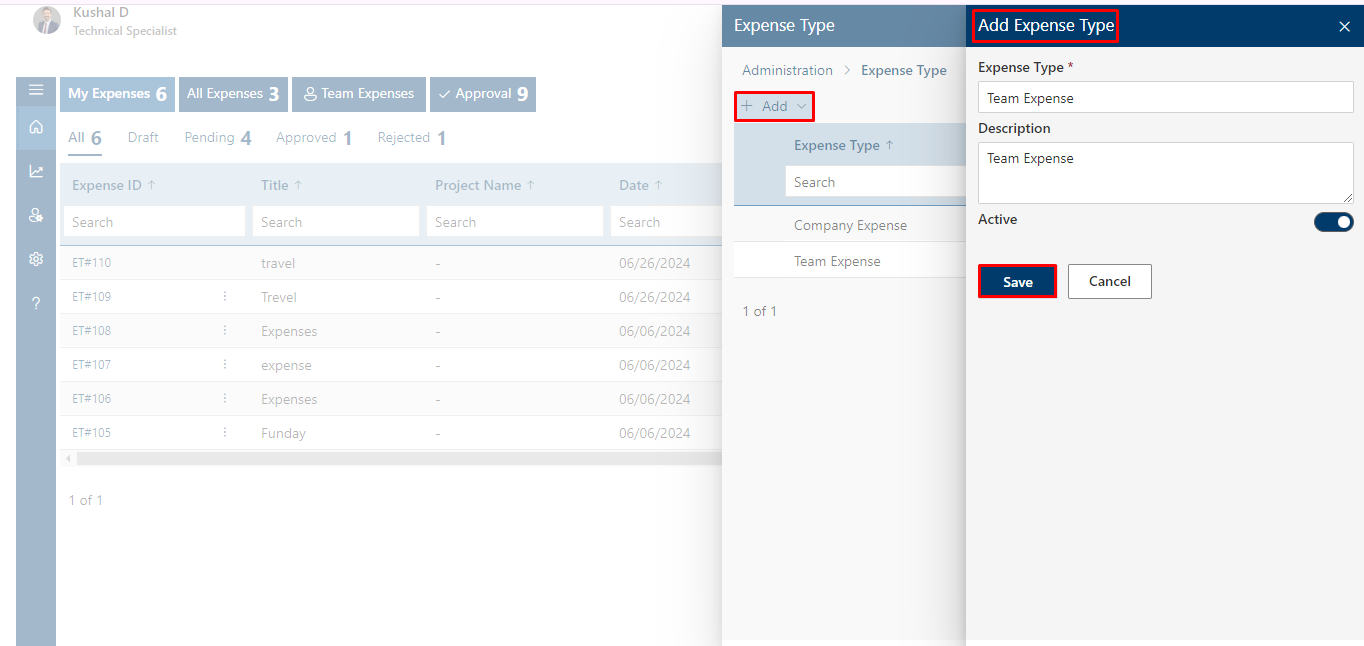 Kushal D
Technical Specialist
My Expenses 6
All Expenses 3
Team Expenses
Approval 9
All 6
Draft
Pending 4
Approved 1
Rejected 1
Expense ID ↑ Title ↑ Project Name ↑ Date ↑
Search Search Search Search
ET#110 travel - 06/26/2024
ET#109 Trevel - 06/26/2024
ET#108 Expenses - 06/06/2024
ET#107 expense - 06/06/2024
ET#106 Expenses - 06/06/2024
ET#105 Funday - 06/06/2024
1 of 1
?
Expense Type
Administration > Expense Type
+ Add
Expense Type ↑
Search
Company Expense
Team Expense
1 of 1
Add Expense Type
Expense Type *
Team Expense
Description
Team Expense
Active
Save
Cancel